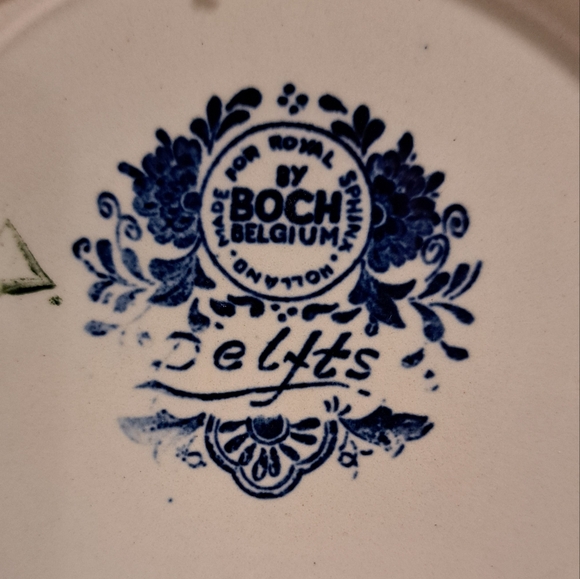 MADE FOR ROYAL SPHINX • HOLLAND •
BY
BOCH
BELGIUM
Delfts